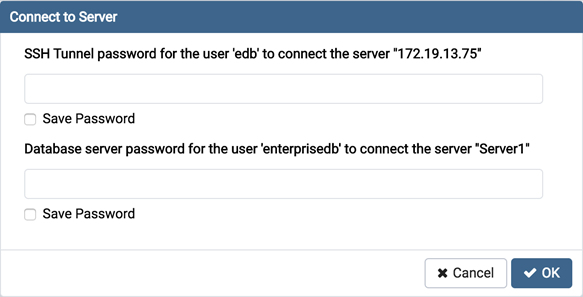 Connect to Server
SSH Tunnel password for the user 'edb' to connect the server "172.19.13.75"
Save Password
Database server password for the user 'enterprisedb' to connect the server "Server1"
Save Password
Cancel
OK